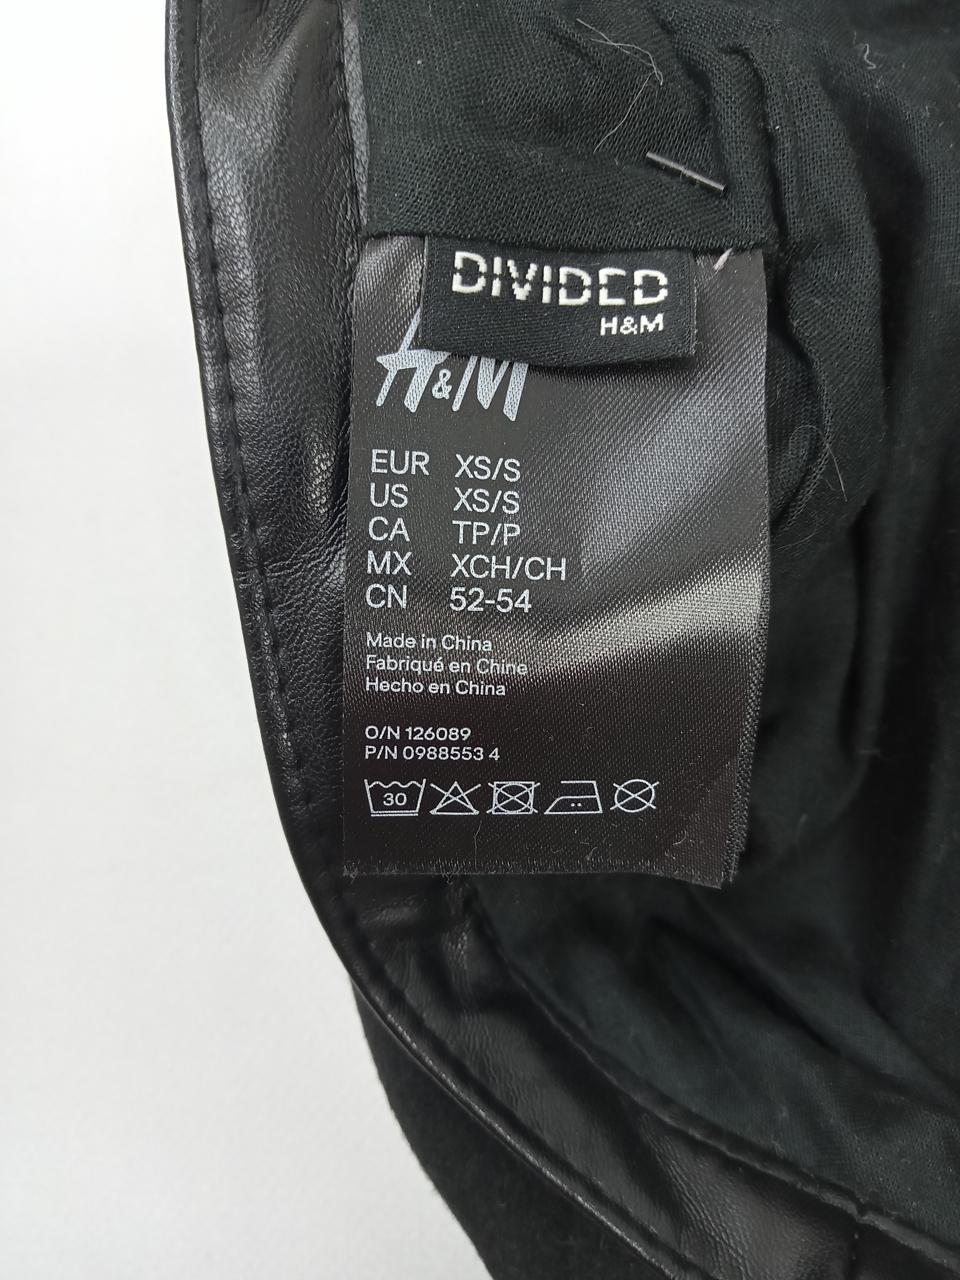 DIVIDED
H&M
H&M
EUR XS/S
US XS/S
CA TP/P
MX XCH/CH
CN 52-54
Made in China
Fabriqué en Chine
Hecho en China
O/N 126089
P/N 0988553 4
30